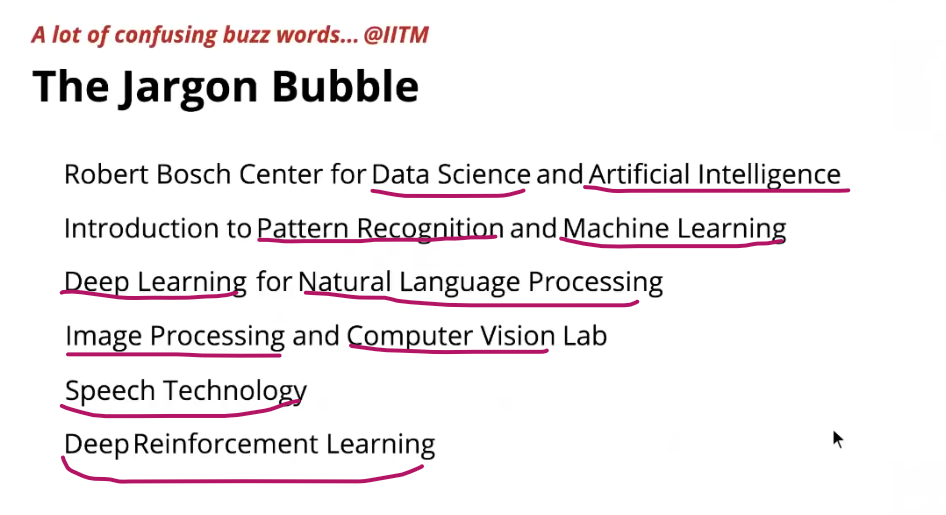 A lot of confusing buzz words... @IITM
The Jargon Bubble
Robert Bosch Center for Data Science and Artificial Intelligence
Introduction to Pattern Recognition and Machine Learning
Deep Learning for Natural Language Processing
Image Processing and Computer Vision Lab
Speech Technology
Deep Reinforcement Learning